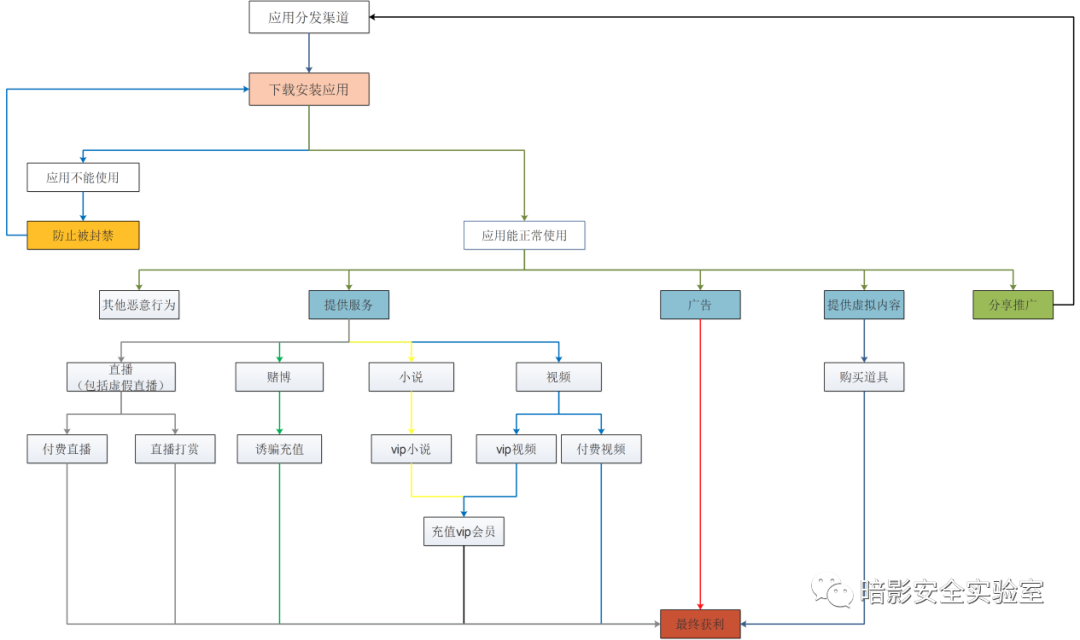 应用分发渠道
下载安装应用
应用不能使用
防止被封禁
应用能正常使用
其他恶意行为
提供服务
广告
提供虚拟内容
分享推广
直播
（包括虚假直播）
赌博
小说
视频
购买道具
付费直播
直播打赏
诱骗充值
vip小说
vip视频
付费视频
充值vip会员
暗影安全实验室
最终获利